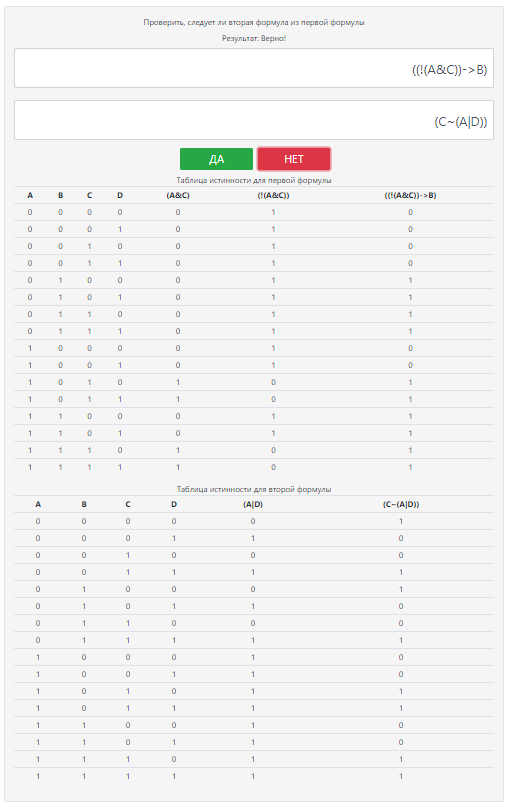 Проверить, следует ли вторая формула из первой формулы
Результат: Верно!
((!(A&C))->B)
(C~(A|D))
ДА НЕТ
Таблица истинности для первой формулы
A B C D (A&C) (!(A&C)) ((!(A&C))->B)
0 0 0 0 0 1 0
0 0 0 1 0 1 0
0 0 1 0 0 1 0
0 0 1 1 0 1 0
0 1 0 0 0 1 1
0 1 0 1 0 1 1
0 1 1 0 0 1 1
0 1 1 1 0 1 1
1 0 0 0 0 1 0
1 0 0 1 0 1 0
1 0 1 0 1 0 1
1 0 1 1 1 0 1
1 1 0 0 0 1 1
1 1 0 1 0 1 1
1 1 1 0 1 0 1
1 1 1 1 1 0 1
Таблица истинности для второй формулы
A B C D (A|D) (C~(A|D))
0 0 0 0 0 1
0 0 0 1 1 0
0 0 1 0 0 0
0 0 1 1 1 1
0 1 0 0 0 1
0 1 0 1 1 0
0 1 1 0 0 0
0 1 1 1 1 1
1 0 0 0 1 0
1 0 0 1 1 0
1 0 1 0 1 1
1 0 1 1 1 1
1 1 0 0 1 0
1 1 0 1 1 0
1 1 1 0 1 1
1 1 1 1 1 1